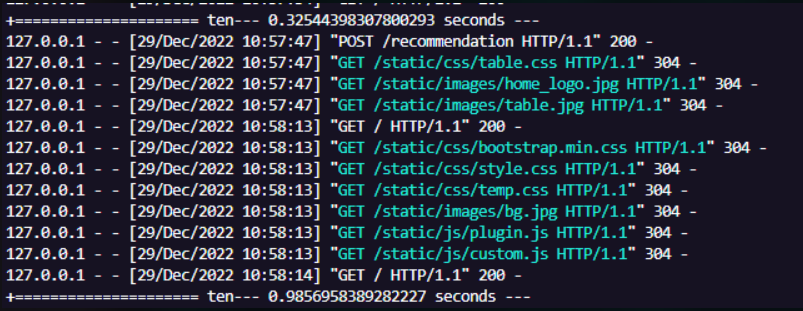 +===================== ten--- 0.32544398307800293 seconds ---
127.0.0.1 - - [29/Dec/2022 10:57:47] "POST /recommendation HTTP/1.1" 200 -
127.0.0.1 - - [29/Dec/2022 10:57:47] "GET /static/css/table.css HTTP/1.1" 304 -
127.0.0.1 - - [29/Dec/2022 10:57:47] "GET /static/images/home_logo.jpg HTTP/1.1" 304 -
127.0.0.1 - - [29/Dec/2022 10:57:47] "GET /static/images/table.jpg HTTP/1.1" 304 -
127.0.0.1 - - [29/Dec/2022 10:58:13] "GET / HTTP/1.1" 200 -
127.0.0.1 - - [29/Dec/2022 10:58:13] "GET /static/css/bootstrap.min.css HTTP/1.1" 304 -
127.0.0.1 - - [29/Dec/2022 10:58:13] "GET /static/css/style.css HTTP/1.1" 304 -
127.0.0.1 - - [29/Dec/2022 10:58:13] "GET /static/css/temp.css HTTP/1.1" 304 -
127.0.0.1 - - [29/Dec/2022 10:58:13] "GET /static/images/bg.jpg HTTP/1.1" 304 -
127.0.0.1 - - [29/Dec/2022 10:58:13] "GET /static/js/plugin.js HTTP/1.1" 304 -
127.0.0.1 - - [29/Dec/2022 10:58:13] "GET /static/js/custom.js HTTP/1.1" 304 -
127.0.0.1 - - [29/Dec/2022 10:58:14] "GET / HTTP/1.1" 200 -
+===================== ten--- 0.9856958389282227 seconds ---